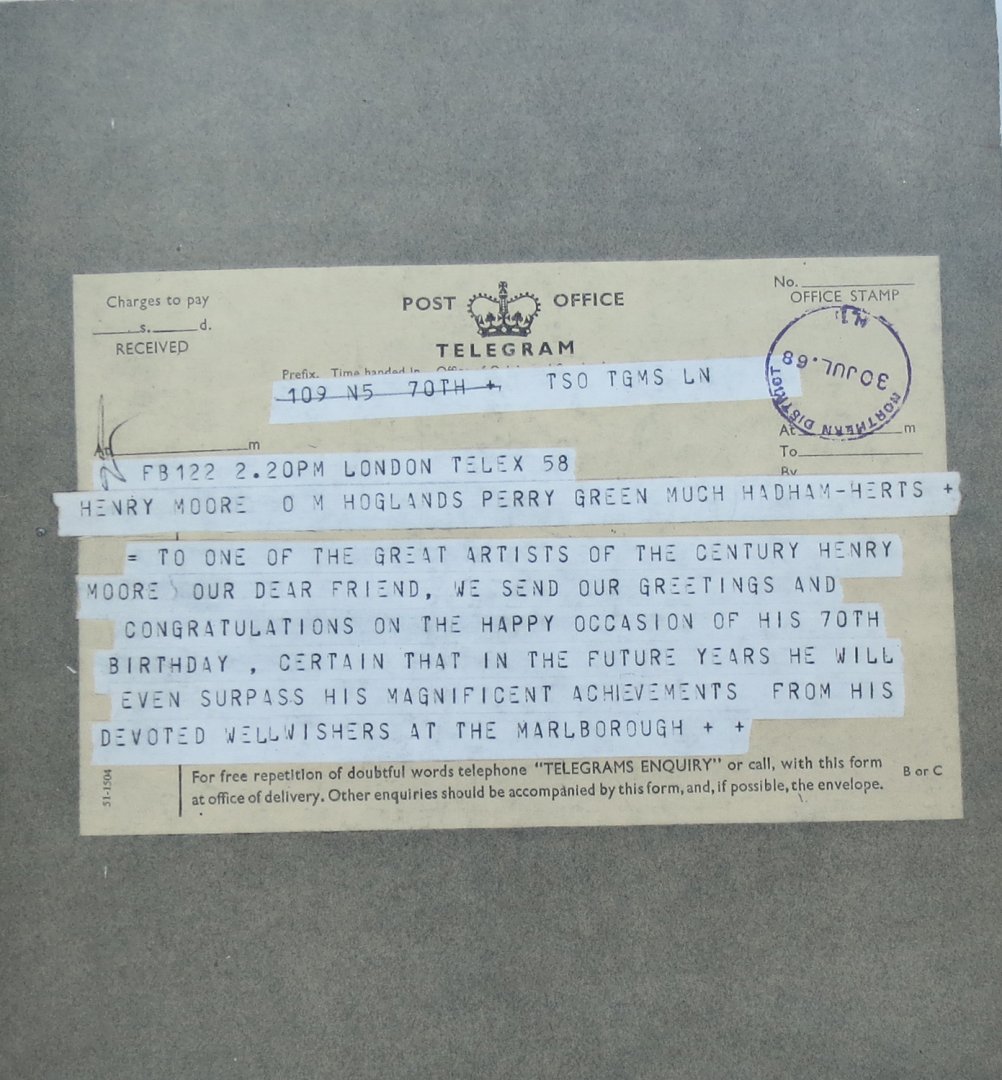 Charges to pay
____s.____d.
RECEIVED
POST OFFICE
TELEGRAM
No.
OFFICE STAMP
NORTHERN DISTRICT
30 JUL.68
N.1.
Prefix. Time handed in.
109 N5 70TH + TSO TGMS LN
m
At m
To
By
FB122 2.20PM LONDON TELEX 58
HENRY MOORE O M HOGLANDS PERRY GREEN MUCH HADHAM-HERTS +
= TO ONE OF THE GREAT ARTISTS OF THE CENTURY HENRY
MOORE OUR DEAR FRIEND, WE SEND OUR GREETINGS AND
CONGRATULATIONS ON THE HAPPY OCCASION OF HIS 70TH
BIRTHDAY , CERTAIN THAT IN THE FUTURE YEARS HE WILL
EVEN SURPASS HIS MAGNIFICENT ACHIEVEMENTS FROM HIS
DEVOTED WELLWISHERS AT THE MARLBOROUGH + +
51-1504
For free repetition of doubtful words telephone "TELEGRAMS ENQUIRY" or call, with this form
at office of delivery. Other enquiries should be accompanied by this form, and, if possible, the envelope.
B or C